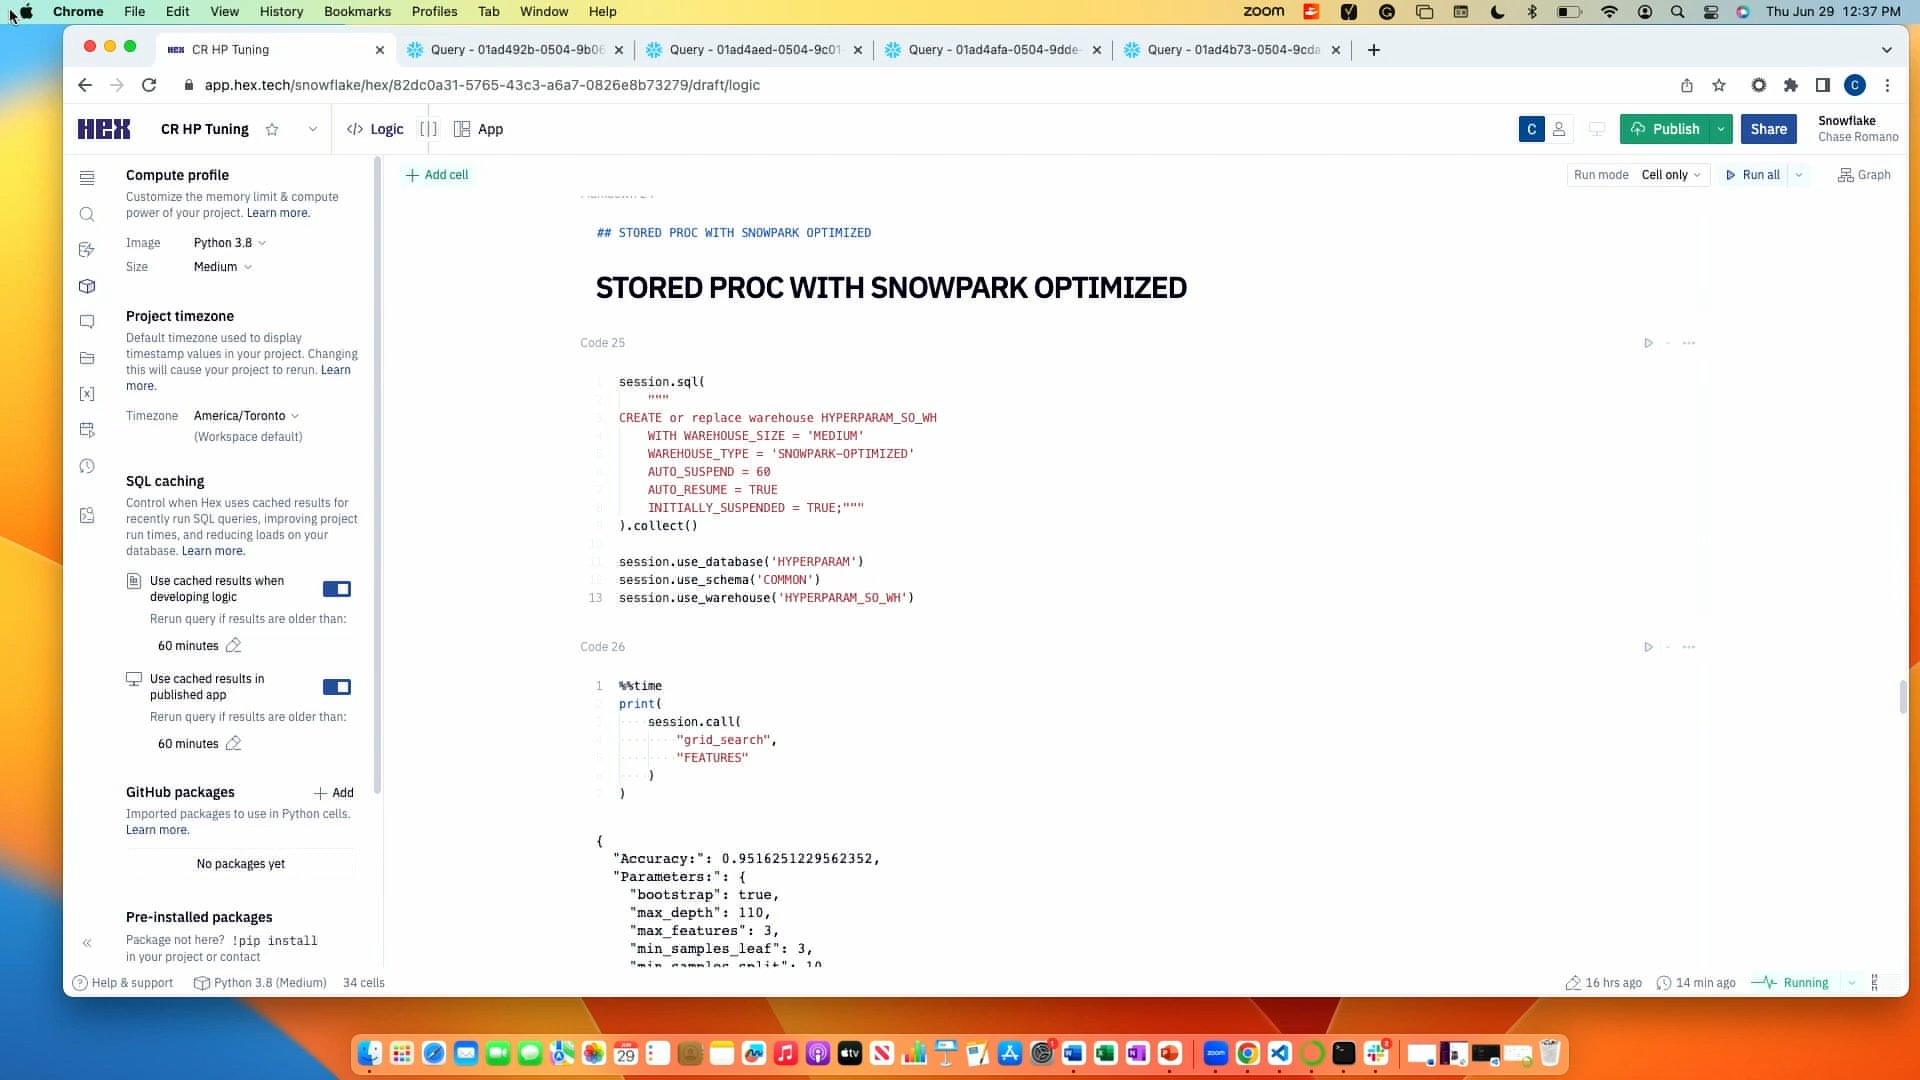 Chrome File Edit View History Bookmarks Profiles Tab Window Help zoom Thu Jun 29 12:37 PM
CR HP Tuning
Query - 01ad492b-0504-9b06
Query - 01ad4aed-0504-9c01-
Query - 01ad4afa-0504-9dde-
Query - 01ad4b73-0504-9cda
app.hex.tech/snowflake/hex/82dc0a31-5765-43c3-a6a7-0826e8b73279/draft/logic
C
HEX CR HP Tuning </> Logic App
C Publish Share
Snowflake
Chase Romano
Add cell
Run mode Cell only Run all Graph
Compute profile
Customize the memory limit & compute
power of your project. Learn more.
Image Python 3.8
Size Medium
Project timezone
Default timezone used to display
timestamp values in your project. Changing
this will cause your project to rerun. Learn
more.
Timezone America/Toronto
(Workspace default)
SQL caching
Control when Hex uses cached results for
recently run SQL queries, improving project
run times, and reducing loads on your
database. Learn more.
Use cached results when
developing logic
Rerun query if results are older than:
60 minutes
Use cached results in
published app
Rerun query if results are older than:
60 minutes
GitHub packages Add
Imported packages to use in Python cells.
Learn more.
No packages yet
Pre-installed packages
Package not here? !pip install
in your project or contact
## STORED PROC WITH SNOWPARK OPTIMIZED
STORED PROC WITH SNOWPARK OPTIMIZED
Code 25
session.sql(
"""
CREATE or replace warehouse HYPERPARAM_SO_WH
WITH WAREHOUSE_SIZE = 'MEDIUM'
WAREHOUSE_TYPE = 'SNOWPARK-OPTIMIZED'
AUTO_SUSPEND = 60
AUTO_RESUME = TRUE
INITIALLY_SUSPENDED = TRUE;"""
).collect()
session.use_database('HYPERPARAM')
session.use_schema('COMMON')
13 session.use_warehouse('HYPERPARAM_SO_WH')
Code 26
1 %%time
print(
session.call(
"grid_search",
"FEATURES"
)
)
{
"Accuracy:": 0.9516251229562352,
"Parameters:": {
"bootstrap": true,
"max_depth": 110,
"max_features": 3,
"min_samples_leaf": 3,
"min_samples_split": 10
Help & support Python 3.8 (Medium) 34 cells
16 hrs ago 14 min ago Running
JUN
29
tv
zoom